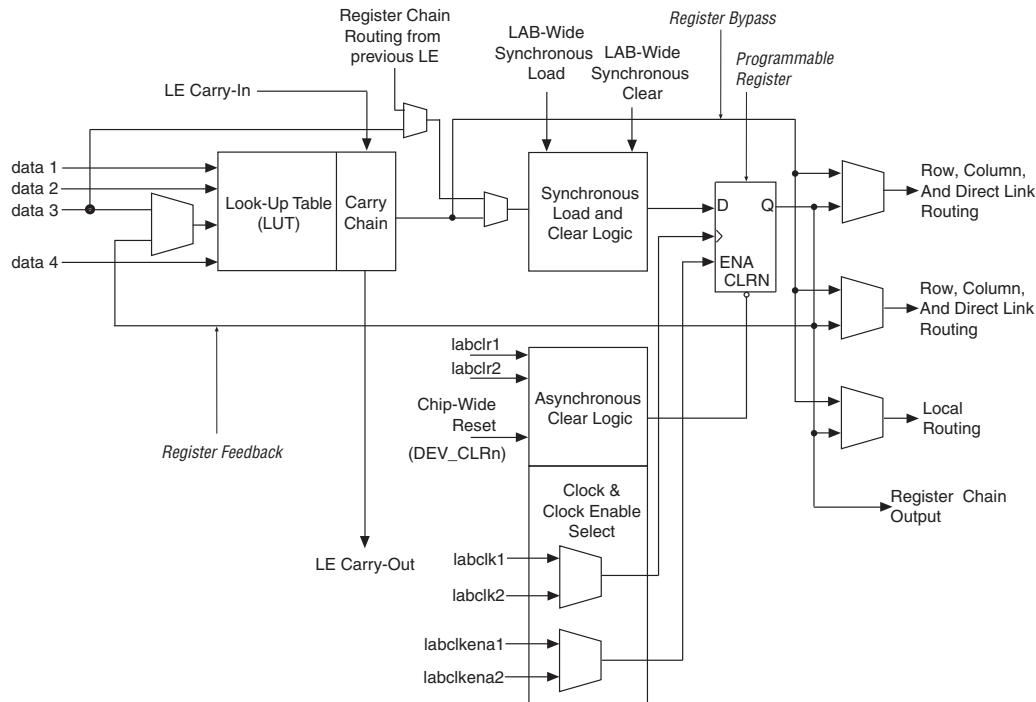 Register Chain
Routing from
previous LE
LAB-Wide
Synchronous
Load
LAB-Wide
Synchronous
Clear
Register Bypass
Programmable
Register
LE Carry-In
data 1
data 2
data 3
data 4
Look-Up Table
(LUT)
Carry
Chain
Synchronous
Load and
Clear Logic
D
Q
ENA
CLRN
Row, Column,
And Direct Link
Routing
Row, Column,
And Direct Link
Routing
Local
Routing
Register Chain
Output
Register Feedback
labclr1
labclr2
Chip-Wide
Reset
(DEV_CLRn)
Asynchronous
Clear Logic
Clock &
Clock Enable
Select
LE Carry-Out
labclk1
labclk2
labclkena1
labclkena2